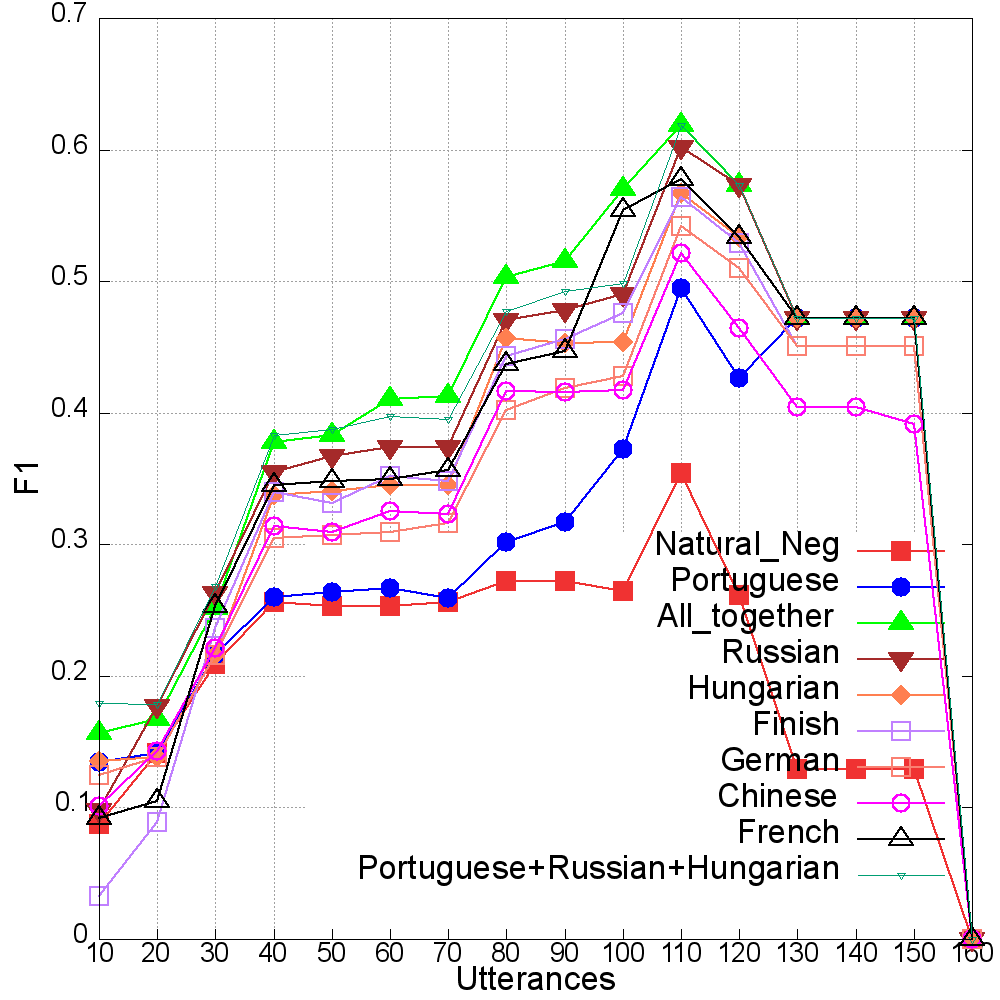 0.7
0.6
0.5
0.4
0.3
0.2
0.1
0
F1
Natural_Neg
Portuguese
All_together
Russian
Hungarian
Finish
German
Chinese
French
Portuguese+Russian+Hungarian
10 20 30 40 50 60 70 80 90 100 110 120 130 140 150 160
Utterances